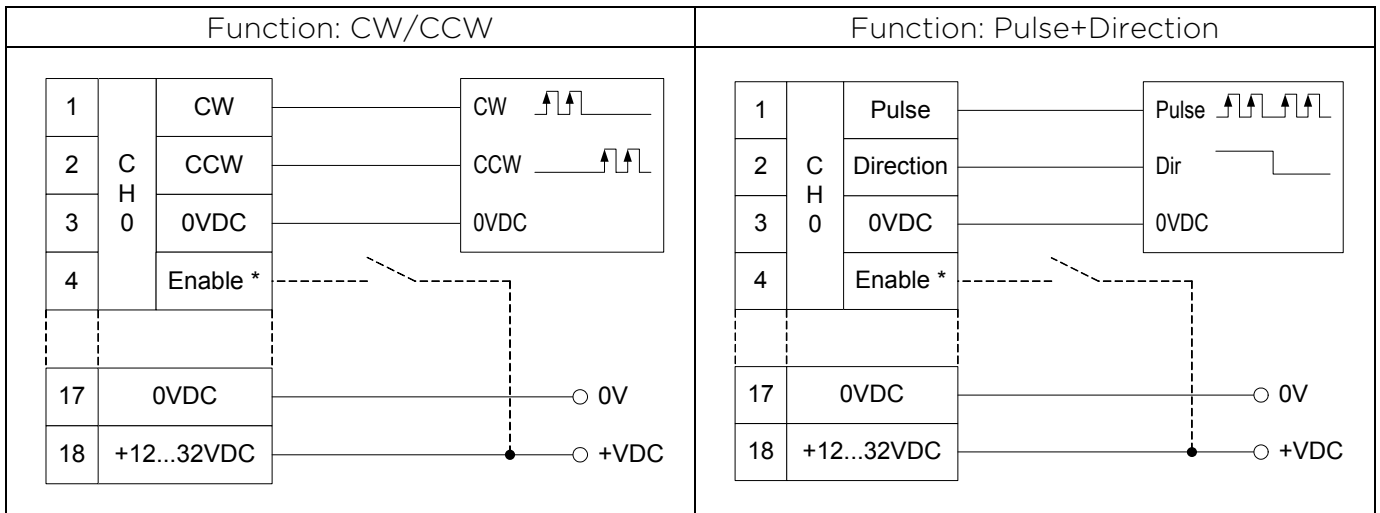 Function: CW/CCW
1 CW CW
2 CCW CCW
CH0
3 0VDC 0VDC
4 Enable *
17 0VDC 0V
18 +12...32VDC +VDC
Function: Pulse+Direction
1 Pulse Pulse
2 Direction Dir
CH0
3 0VDC 0VDC
4 Enable *
17 0VDC 0V
18 +12...32VDC +VDC